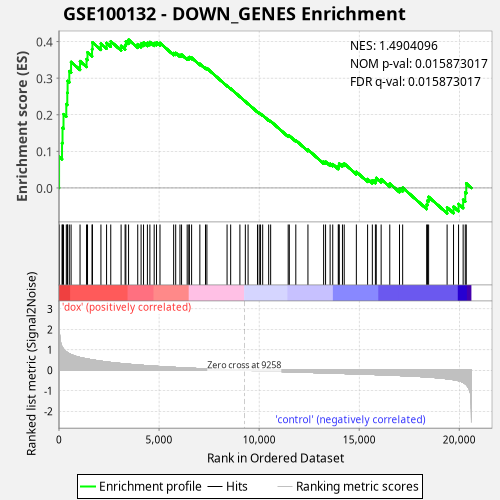 GSE100132 - DOWN_GENES Enrichment
Enrichment score (ES)
0.4
0.3
0.2
0.1
0.0
NES: 1.4904096
NOM p-val: 0.015873017
FDR q-val: 0.015873017
'dox' (positively correlated)
Ranked list metric (Signal2Noise)
3
2
1
0
-1
-2
Zero cross at 9258
'control' (negatively correlated)
0
5,000
10,000
15,000
20,000
Rank in Ordered Dataset
Enrichment profile
Hits
Ranking metric scores